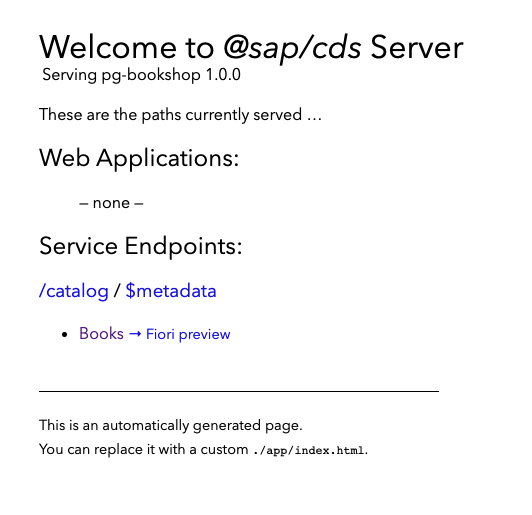 Welcome to @sap/cds Server
Serving pg-bookshop 1.0.0
These are the paths currently served …
Web Applications:
— none —
Service Endpoints:
/catalog / $metadata
• Books → Fiori preview
This is an automatically generated page.
You can replace it with a custom ./app/index.html.